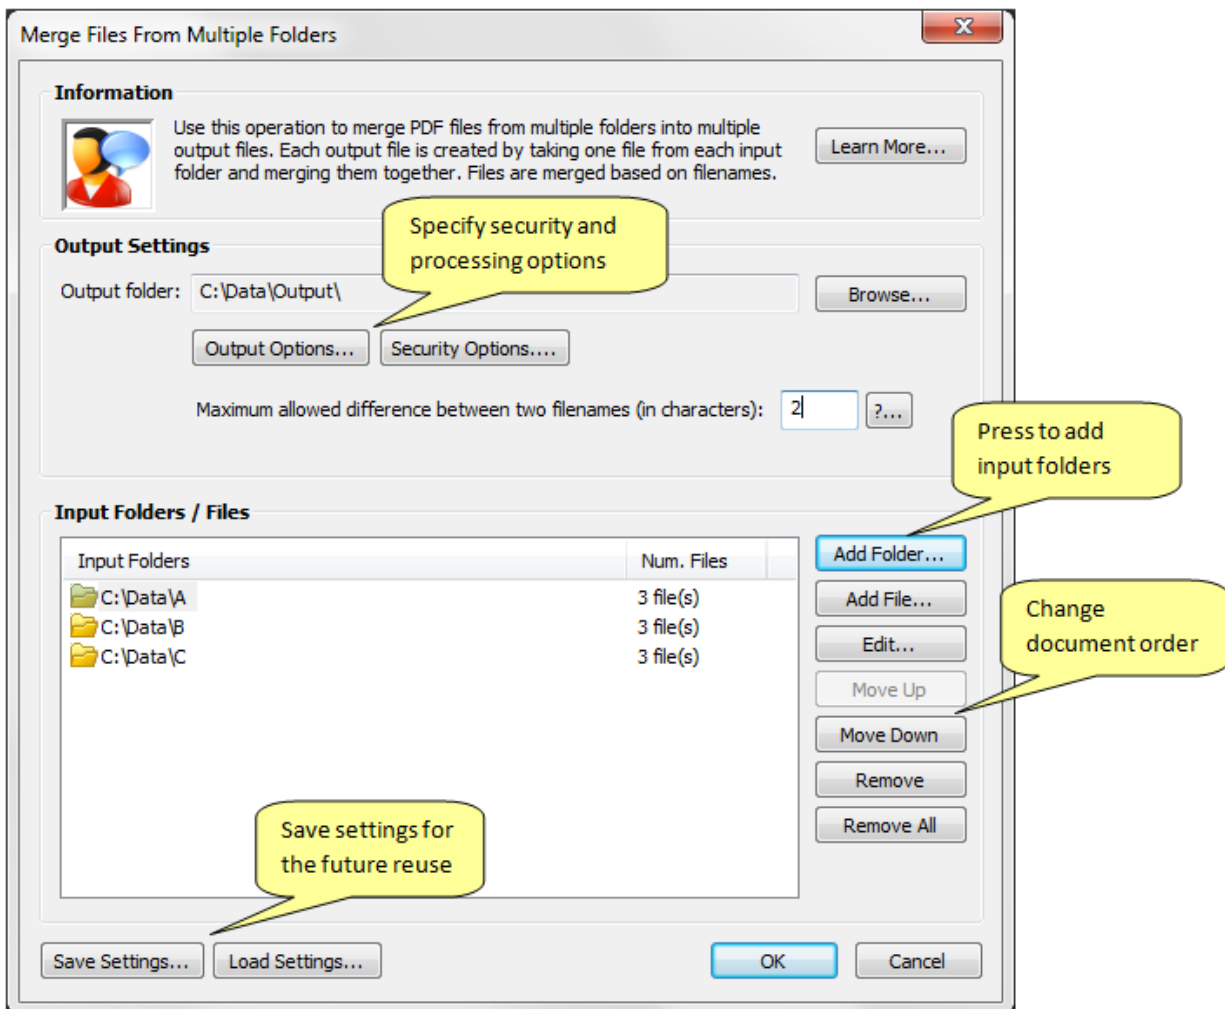 Merge Files From Multiple Folders
Information
Use this operation to merge PDF files from multiple folders into multiple
output files. Each output file is created by taking one file from each input
folder and merging them together. Files are merged based on filenames.
Learn More...
Specify security and
processing options
Output Settings
Output folder: C:\Data\Output\ Browse...
Output Options... Security Options....
Maximum allowed difference between two filenames (in characters): 2 ?...
Press to add
input folders
Input Folders / Files
Input Folders Num. Files
C:\Data\A 3 file(s)
C:\Data\B 3 file(s)
C:\Data\C 3 file(s)
Add Folder...
Add File...
Edit...
Move Up
Move Down
Remove
Remove All
Change
document order
Save settings for
the future reuse
Save Settings... Load Settings... OK Cancel